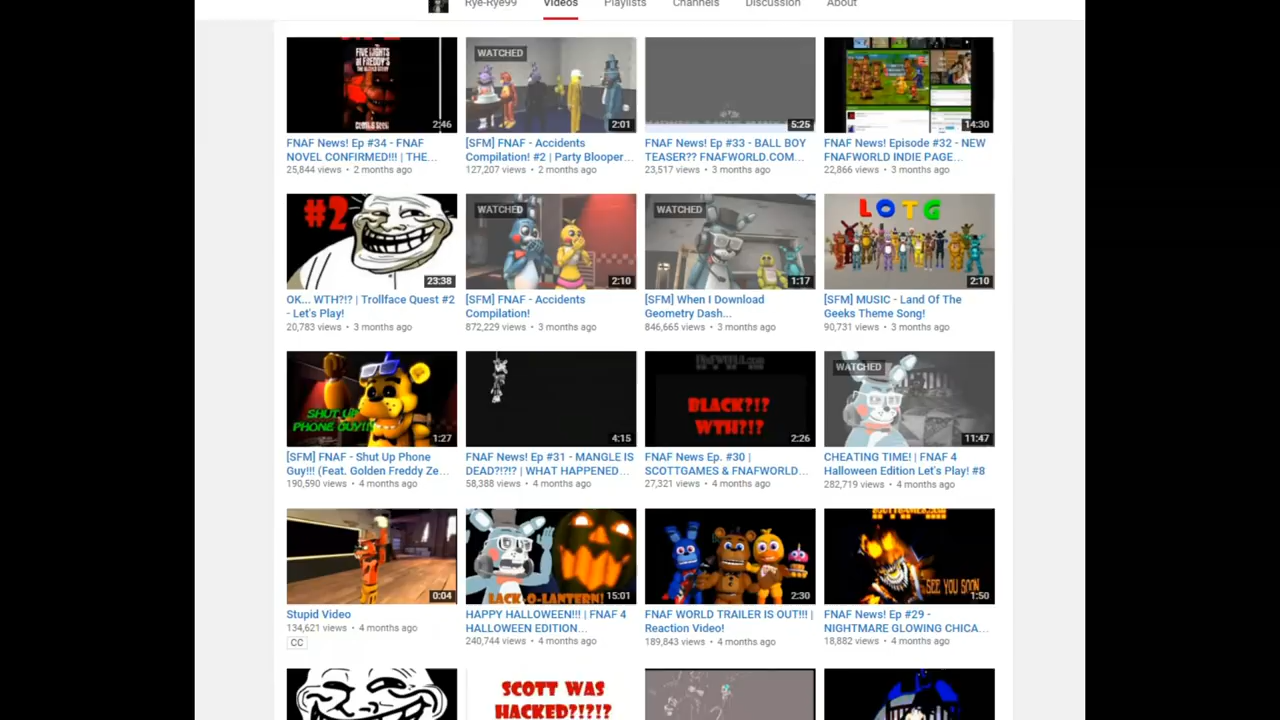 Rye-Rye99 Videos Playlists Channels Discussion About
FIVE NIGHTS
AT FREDDY'S
2:46
WATCHED
2:01
5:25
14:30
FNAF News! Ep #34 - FNAF
NOVEL CONFIRMED!!! | THE...
25,844 views • 2 months ago
[SFM] FNAF - Accidents
Compilation! #2 | Party Blooper...
127,207 views • 2 months ago
FNAF News! Ep #33 - BALL BOY
TEASER?? FNAFWORLD.COM...
23,517 views • 3 months ago
FNAF News! Episode #32 - NEW
FNAFWORLD INDIE PAGE...
22,866 views • 3 months ago
#2
23:38
WATCHED
2:10
WATCHED
1:17
LOTG
2:10
OK... WTH?!? | Trollface Quest #2
- Let's Play!
20,783 views • 3 months ago
[SFM] FNAF - Accidents
Compilation!
872,229 views • 3 months ago
[SFM] When I Download
Geometry Dash...
846,665 views • 3 months ago
[SFM] MUSIC - Land Of The
Geeks Theme Song!
90,731 views • 3 months ago
SHUT UP
PHONE GUY!!!
1:27
4:15
BLACK?!?
WTH?!?
2:26
WATCHED
11:47
[SFM] FNAF - Shut Up Phone
Guy!!! (Feat. Golden Freddy Ze...
190,590 views • 4 months ago
FNAF News! Ep #31 - MANGLE IS
DEAD?!?!? | WHAT HAPPENED...
58,388 views • 4 months ago
FNAF News Ep. #30 |
SCOTTGAMES & FNAFWORLD...
27,321 views • 4 months ago
CHEATING TIME! | FNAF 4
Halloween Edition Let's Play! #8
282,719 views • 4 months ago
0:04
LACK-O-LANTERN!
15:01
2:30
SCOTTGAMES.COM
SEE YOU SOON
1:50
Stupid Video
134,621 views • 4 months ago
CC
HAPPY HALLOWEEN!!! | FNAF 4
HALLOWEEN EDITION...
240,744 views • 4 months ago
FNAF WORLD TRAILER IS OUT!!! |
Reaction Video!
189,843 views • 4 months ago
FNAF News! Ep #29 -
NIGHTMARE GLOWING CHICA...
18,882 views • 4 months ago
SCOTT WAS
HACKED?!?!?